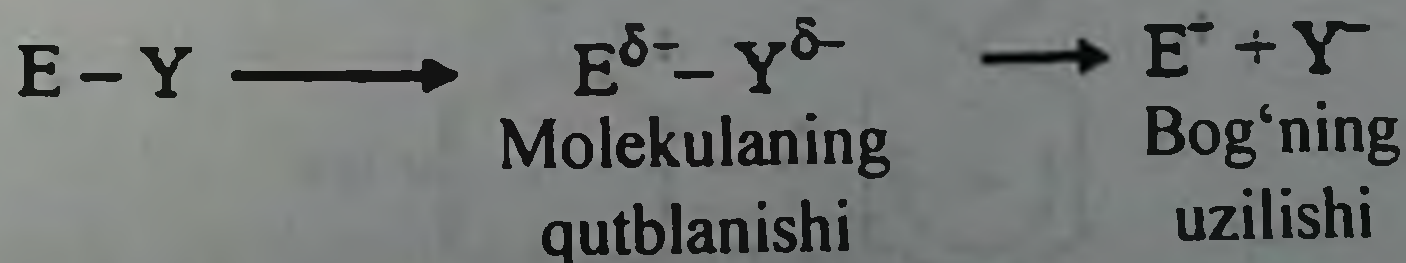 E – Y ⟶ E^δ- – Y^δ- ⟶ E^- + Y^-
Molekulaning Bog‘ning
qutblanishi uzilishi